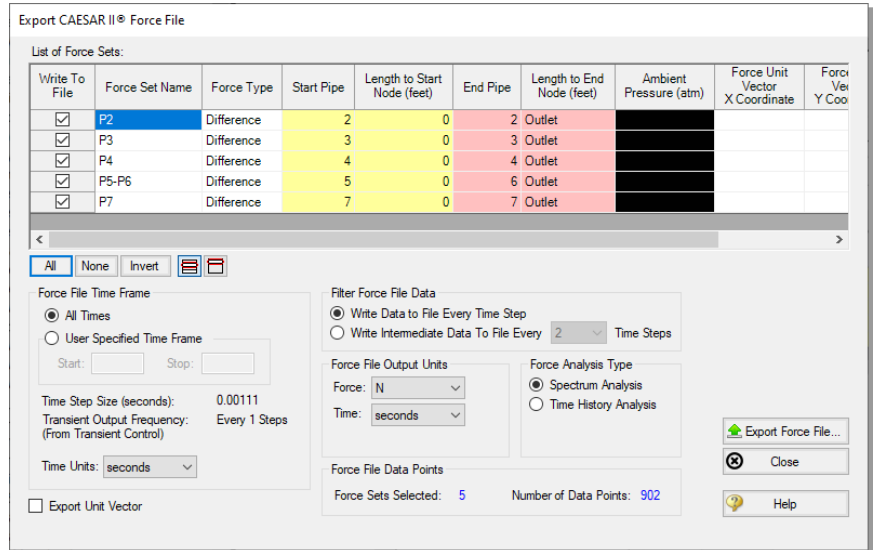 Export CAESAR II® Force File
List of Force Sets:
Write To File Force Set Name Force Type Start Pipe Length to Start Node (feet) End Pipe Length to End Node (feet) Ambient Pressure (atm) Force Unit Vector X Coordinate Force Vec Y Coo
P2 Difference 2 0 2 Outlet
P3 Difference 3 0 3 Outlet
P4 Difference 4 0 4 Outlet
P5-P6 Difference 5 0 6 Outlet
P7 Difference 7 0 7 Outlet
All None Invert
Force File Time Frame
All Times
User Specified Time Frame
Start: Stop:
Time Step Size (seconds): 0.00111
Transient Output Frequency: Every 1 Steps
(From Transient Control)
Time Units: seconds
Export Unit Vector
Filter Force File Data
Write Data to File Every Time Step
Write Intermediate Data To File Every 2 Time Steps
Force File Output Units
Force: N
Time: seconds
Force Analysis Type
Spectrum Analysis
Time History Analysis
Force File Data Points
Force Sets Selected: 5 Number of Data Points: 902
Export Force File...
Close
Help